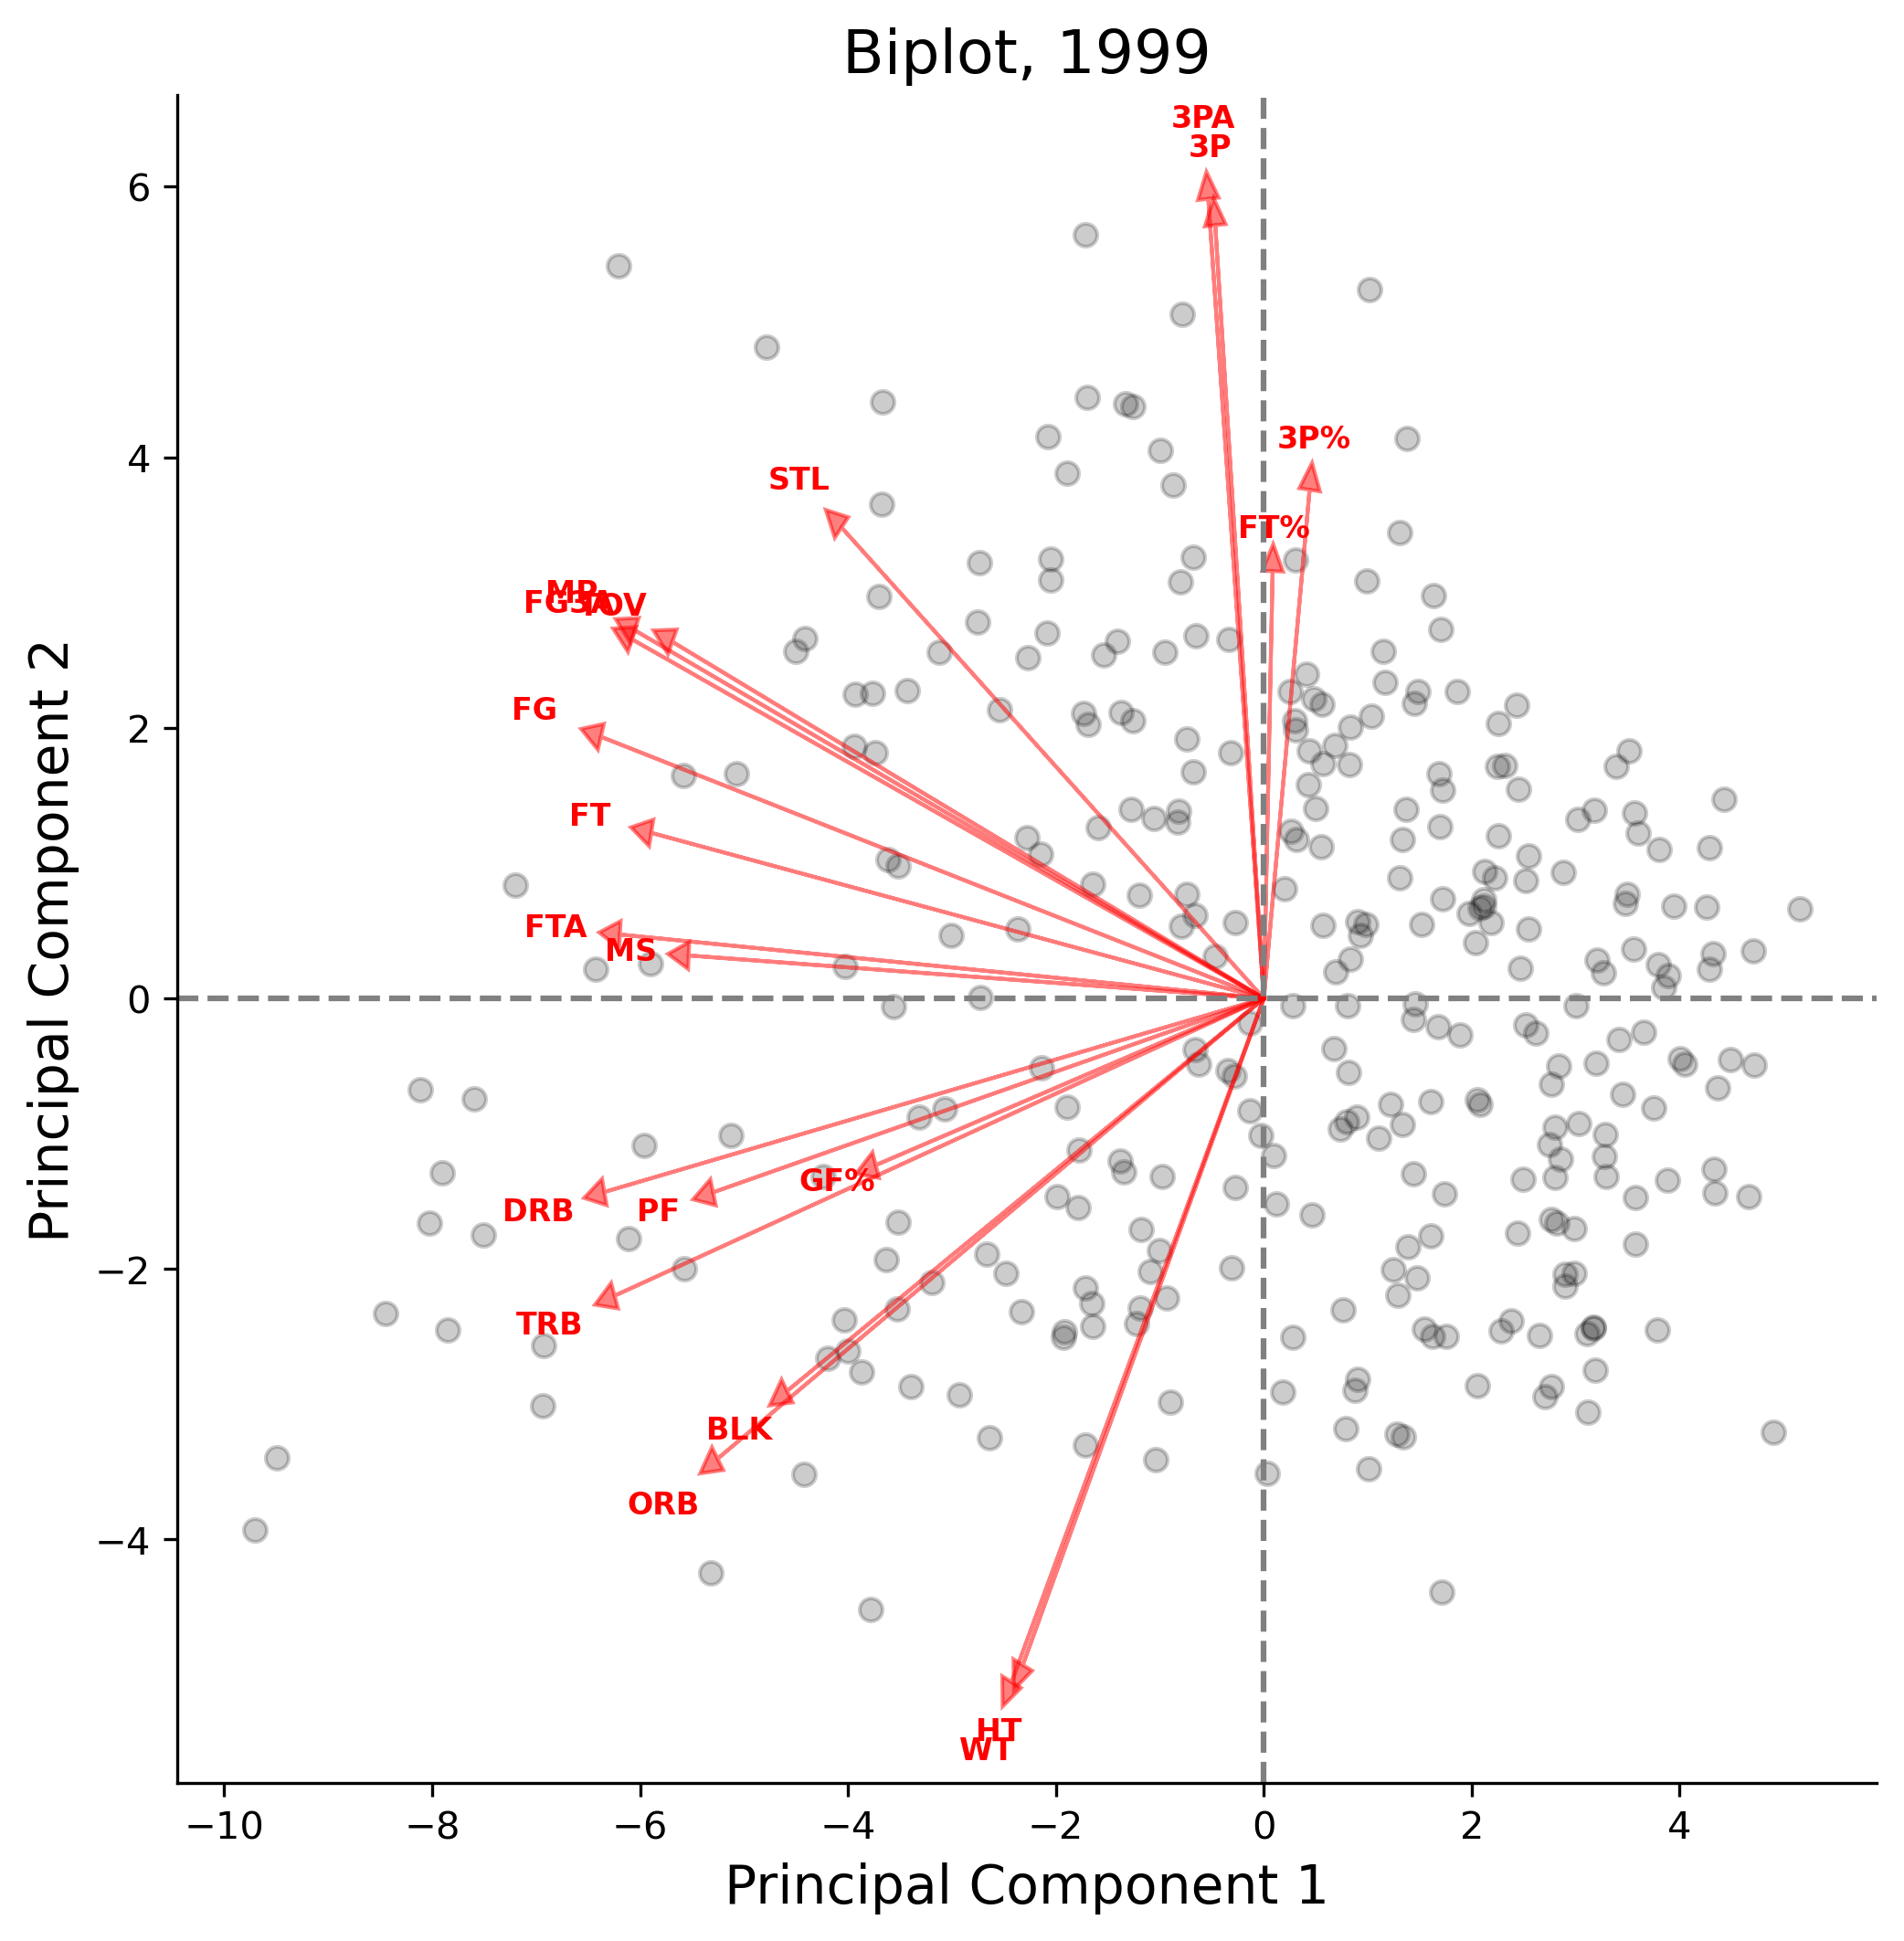 Biplot, 1999
3PA
3P
3P%
STL
FT%
MP
TOV
FG
FT
FTA
MS
GF%
DRB
PF
TRB
BLK
ORB
HT
WT
Principal Component 2
6
4
2
0
−2
−4
−10
−8
−6
−4
−2
0
2
4
Principal Component 1